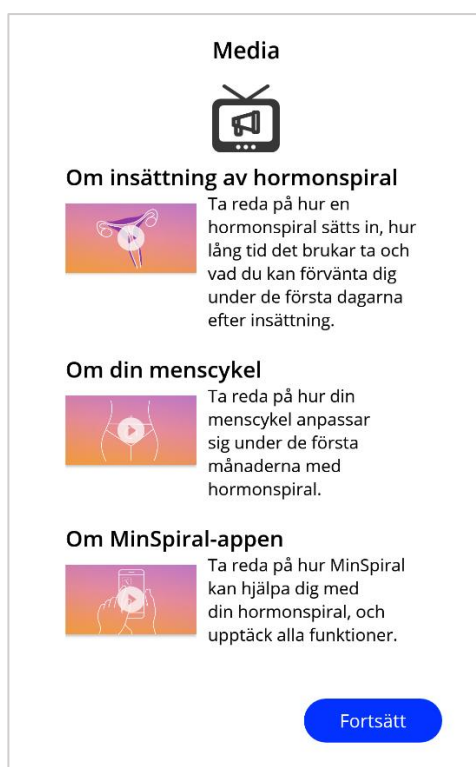 Media
Om insättning av hormonspiral
Ta reda på hur en
hormonspiral sätts in, hur
lång tid det brukar ta och
vad du kan förvänta dig
under de första dagarna
efter insättning.
Om din menscykel
Ta reda på hur din
menscykel anpassar
sig under de första
månaderna med
hormonspiral.
Om MinSpiral-appen
Ta reda på hur MinSpiral
kan hjälpa dig med
din hormonspiral, och
upptäck alla funktioner.
Fortsätt